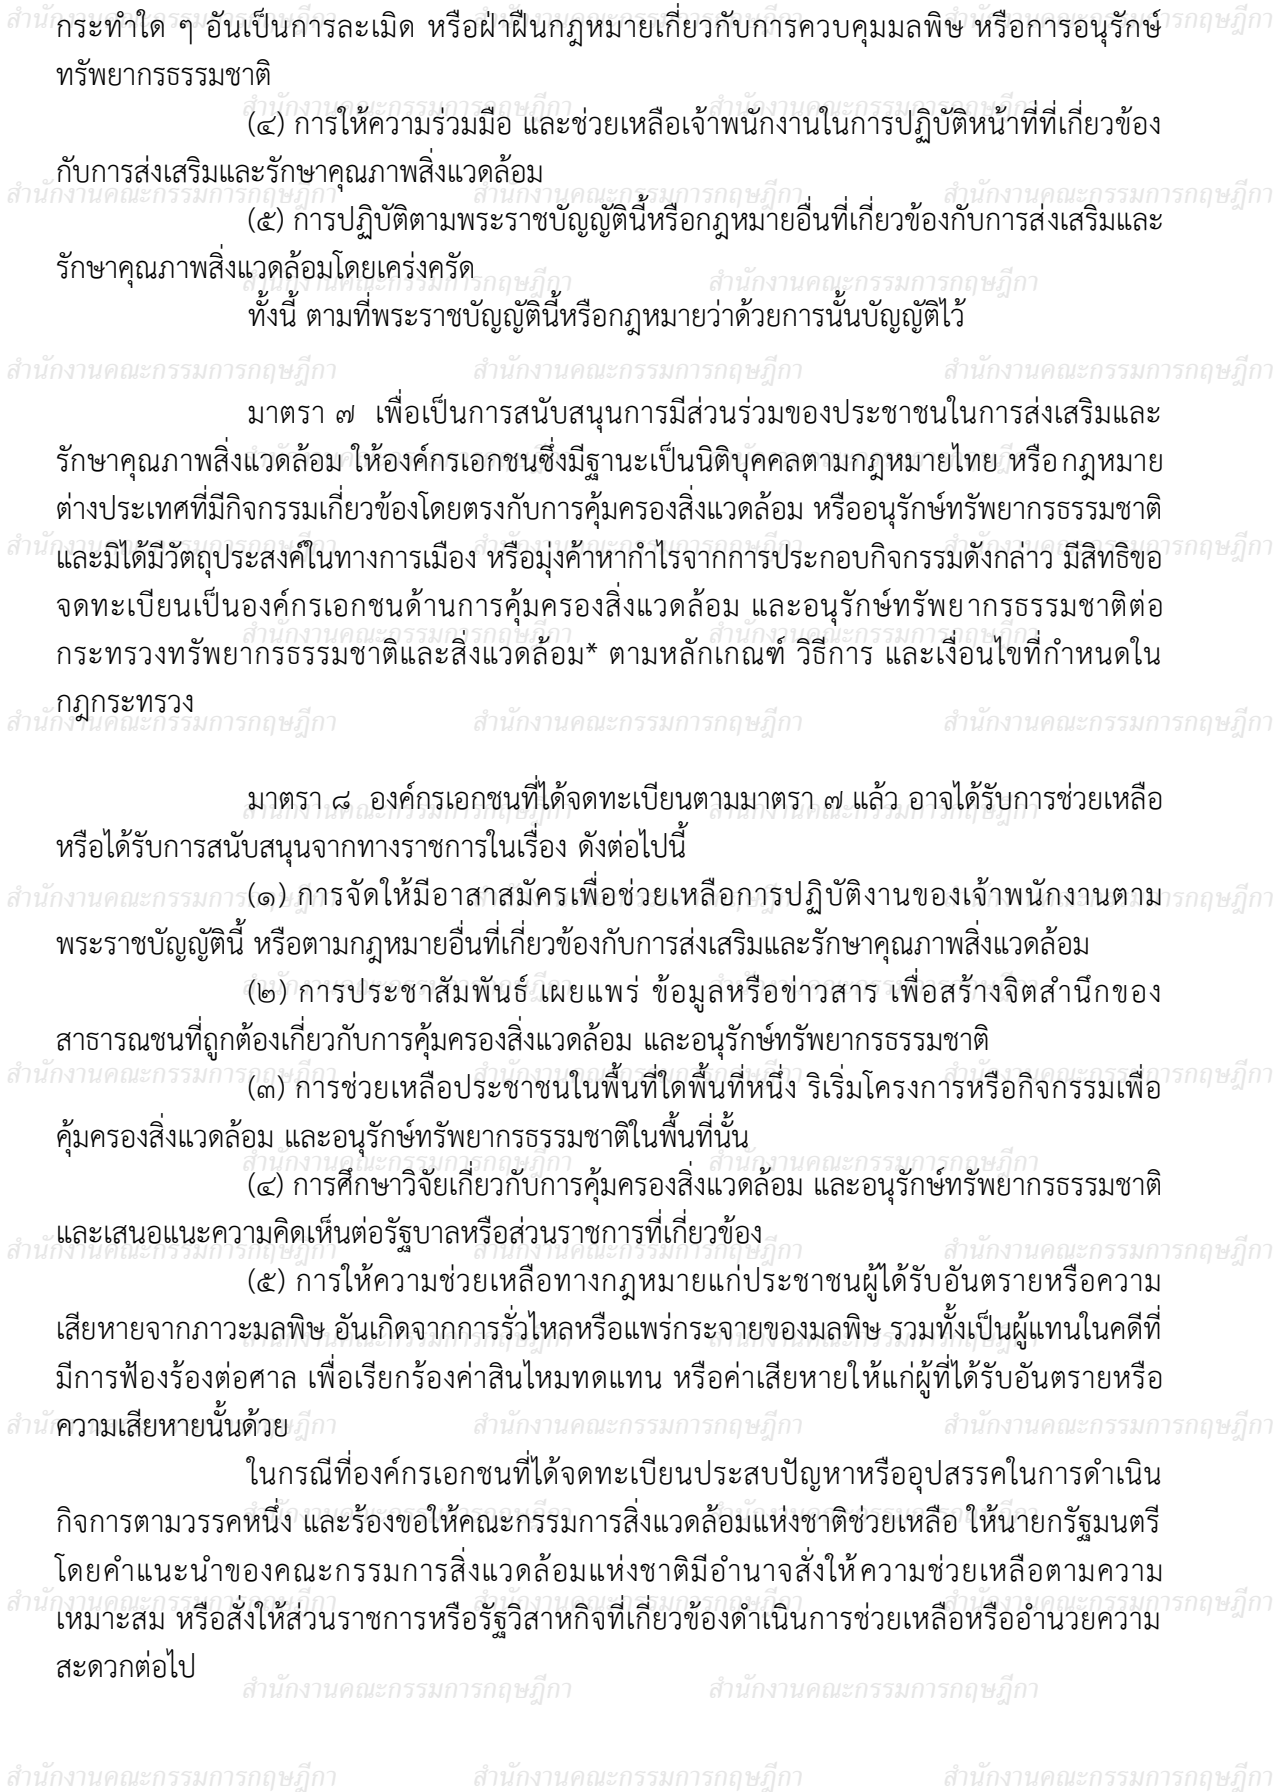 กระทำใด ๆ อันเป็นการละเมิด หรือฝ่าฝืนกฎหมายเกี่ยวกับการควบคุมมลพิษ หรือการอนุรักษ์
ทรัพยากรธรรมชาติ
(๔) การให้ความร่วมมือ และช่วยเหลือเจ้าพนักงานในการปฏิบัติหน้าที่ที่เกี่ยวข้อง
กับการส่งเสริมและรักษาคุณภาพสิ่งแวดล้อม
(๕) การปฏิบัติตามพระราชบัญญัตินี้หรือกฎหมายอื่นที่เกี่ยวข้องกับการส่งเสริมและ
รักษาคุณภาพสิ่งแวดล้อมโดยเคร่งครัด
ทั้งนี้ ตามที่พระราชบัญญัตินี้หรือกฎหมายว่าด้วยการนั้นบัญญัติไว้
มาตรา ๗ เพื่อเป็นการสนับสนุนการมีส่วนร่วมของประชาชนในการส่งเสริมและ
รักษาคุณภาพสิ่งแวดล้อม ให้องค์กรเอกชนซึ่งมีฐานะเป็นนิติบุคคลตามกฎหมายไทย หรือกฎหมาย
ต่างประเทศที่มีกิจกรรมเกี่ยวข้องโดยตรงกับการคุ้มครองสิ่งแวดล้อม หรืออนุรักษ์ทรัพยากรธรรมชาติ
และมิได้มีวัตถุประสงค์ในทางการเมือง หรือมุ่งค้าหากำไรจากการประกอบกิจกรรมดังกล่าว มีสิทธิขอ
จดทะเบียนเป็นองค์กรเอกชนด้านการคุ้มครองสิ่งแวดล้อม และอนุรักษ์ทรัพยากรธรรมชาติต่อ
กระทรวงทรัพยากรธรรมชาติและสิ่งแวดล้อม* ตามหลักเกณฑ์ วิธีการ และเงื่อนไขที่กำหนดใน
กฎกระทรวง
มาตรา ๘ องค์กรเอกชนที่ได้จดทะเบียนตามมาตรา ๗ แล้ว อาจได้รับการช่วยเหลือ
หรือได้รับการสนับสนุนจากทางราชการในเรื่อง ดังต่อไปนี้
(๑) การจัดให้มีอาสาสมัครเพื่อช่วยเหลือการปฏิบัติงานของเจ้าพนักงานตาม
พระราชบัญญัตินี้ หรือตามกฎหมายอื่นที่เกี่ยวข้องกับการส่งเสริมและรักษาคุณภาพสิ่งแวดล้อม
(๒) การประชาสัมพันธ์ เผยแพร่ ข้อมูลหรือข่าวสาร เพื่อสร้างจิตสำนึกของ
สาธารณชนที่ถูกต้องเกี่ยวกับการคุ้มครองสิ่งแวดล้อม และอนุรักษ์ทรัพยากรธรรมชาติ
(๓) การช่วยเหลือประชาชนในพื้นที่ใดพื้นที่หนึ่ง ริเริ่มโครงการหรือกิจกรรมเพื่อ
คุ้มครองสิ่งแวดล้อม และอนุรักษ์ทรัพยากรธรรมชาติในพื้นที่นั้น
(๔) การศึกษาวิจัยเกี่ยวกับการคุ้มครองสิ่งแวดล้อม และอนุรักษ์ทรัพยากรธรรมชาติ
และเสนอแนะความคิดเห็นต่อรัฐบาลหรือส่วนราชการที่เกี่ยวข้อง
(๕) การให้ความช่วยเหลือทางกฎหมายแก่ประชาชนผู้ได้รับอันตรายหรือความ
เสียหายจากภาวะมลพิษ อันเกิดจากการรั่วไหลหรือแพร่กระจายของมลพิษ รวมทั้งเป็นผู้แทนในคดีที่
มีการฟ้องร้องต่อศาล เพื่อเรียกร้องค่าสินไหมทดแทน หรือค่าเสียหายให้แก่ผู้ที่ได้รับอันตรายหรือ
ความเสียหายนั้นด้วย
ในกรณีที่องค์กรเอกชนที่ได้จดทะเบียนประสบปัญหาหรืออุปสรรคในการดำเนิน
กิจการตามวรรคหนึ่ง และร้องขอให้คณะกรรมการสิ่งแวดล้อมแห่งชาติช่วยเหลือ ให้นายกรัฐมนตรี
โดยคำแนะนำของคณะกรรมการสิ่งแวดล้อมแห่งชาติมีอำนาจสั่งให้ความช่วยเหลือตามความ
เหมาะสม หรือสั่งให้ส่วนราชการหรือรัฐวิสาหกิจที่เกี่ยวข้องดำเนินการช่วยเหลือหรืออำนวยความ
สะดวกต่อไป